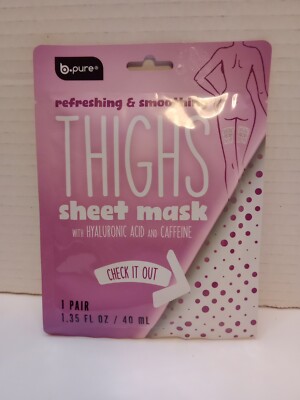 b.pure®
refreshing & smoothing
THIGHS
sheet mask
WITH HYALURONIC ACID AND CAFFEINE
CHECK IT OUT
1 PAIR
1.35 FL OZ / 40 mL